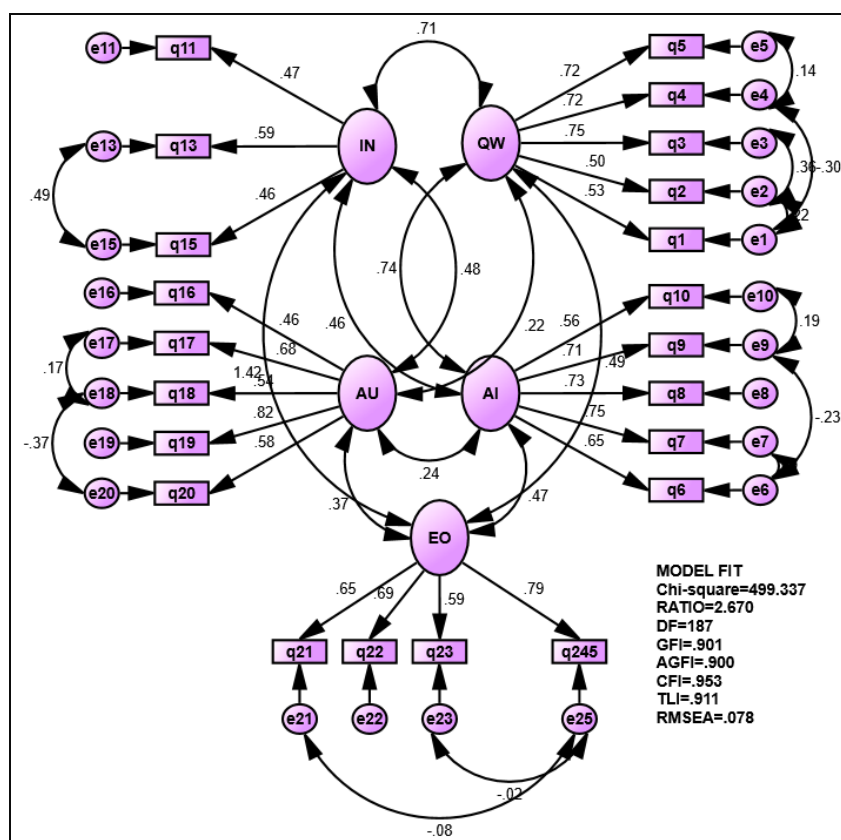 .71
e11
q11
.47
IN
QW
.72
q5
e5
.14
.72
q4
e4
.75
q3
e3
.36
-.30
.50
q2
e2
.53
q1
e1
.22
e13
q13
.59
.49
.46
e15
q15
e16
q16
.74
.48
.46
.46
.22
e17
q17
.68
.17
e18
q18
1.42
.54
AU
AI
e19
q19
.82
-.37
.58
e20
q20
.56
q10
e10
.19
.71
.49
q9
e9
.73
q8
e8
-.23
.75
q7
e7
.65
q6
e6
.24
.37
.47
EO
.65
.69
.59
.79
q21
q22
q23
q245
e21
e22
e23
e25
-.02
-.08
MODEL FIT
Chi-square=499.337
RATIO=2.670
DF=187
GFI=.901
AGFI=.900
CFI=.953
TLI=.911
RMSEA=.078